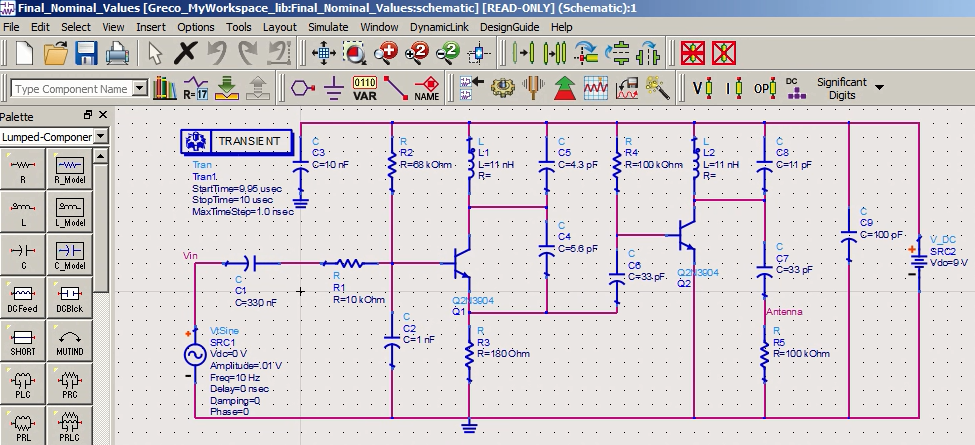 Final_Nominal_Values [Greco_MyWorkspace_lib:Final_Nominal_Values:schematic] [READ-ONLY] (Schematic):1
File Edit Select View Insert Options Tools Layout Simulate Window DynamicLink DesignGuide Help
+2 -2
Type Component Name
R=17
0110
VAR
NAME
V I OP DC
Significant
Digits
Palette
Lumped-Componer
R
R_Model
L
L_Model
C
C_Model
DCFeed
DCBlck
SHORT
MUTIND
PLC
PRC
PRL
PRLC
TRANSIENT
Tran
Tran1
StartTime=9.95 usec
StopTime=10 usec
MaxTimeStep=1.0 nsec
C
C3
C=10 nF
R
R2
R=68 kOhm
L
L1
L=11 nH
R=
C
C5
C=4.3 pF
R
R4
R=100 kOhm
L
L2
L=11 nH
R=
C
C8
C=11 pF
C
C9
C=100 pF
V_DC
SRC2
Vdc=9 V
C
C4
C=5.6 pF
C
C6
C=33 pF
C
C7
C=33 pF
Q2N3904
Q2
Vin
C
C1
C=330 nF
R
R1
R=10 kOhm
Q2N3904
Q1
Antenna
C
C2
C=1 nF
R
R3
R=180 Ohm
R
R5
R=100 kOhm
VtSine
SRC1
Vdc=0 V
Amplitude=.01 V
Freq=10 Hz
Delay=0 nsec
Damping=0
Phase=0